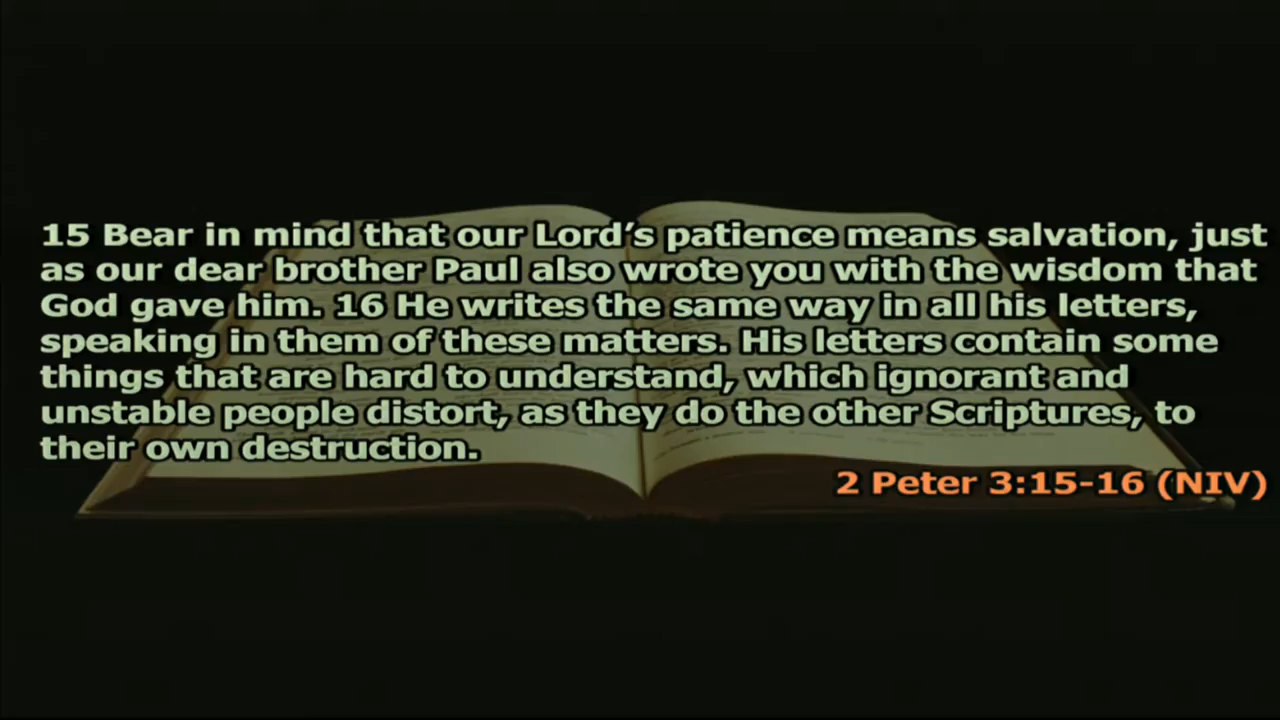 15 Bear in mind that our Lord’s patience means salvation, just
as our dear brother Paul also wrote you with the wisdom that
God gave him. 16 He writes the same way in all his letters,
speaking in them of these matters. His letters contain some
things that are hard to understand, which ignorant and
unstable people distort, as they do the other Scriptures, to
their own destruction.
2 Peter 3:15-16 (NIV)